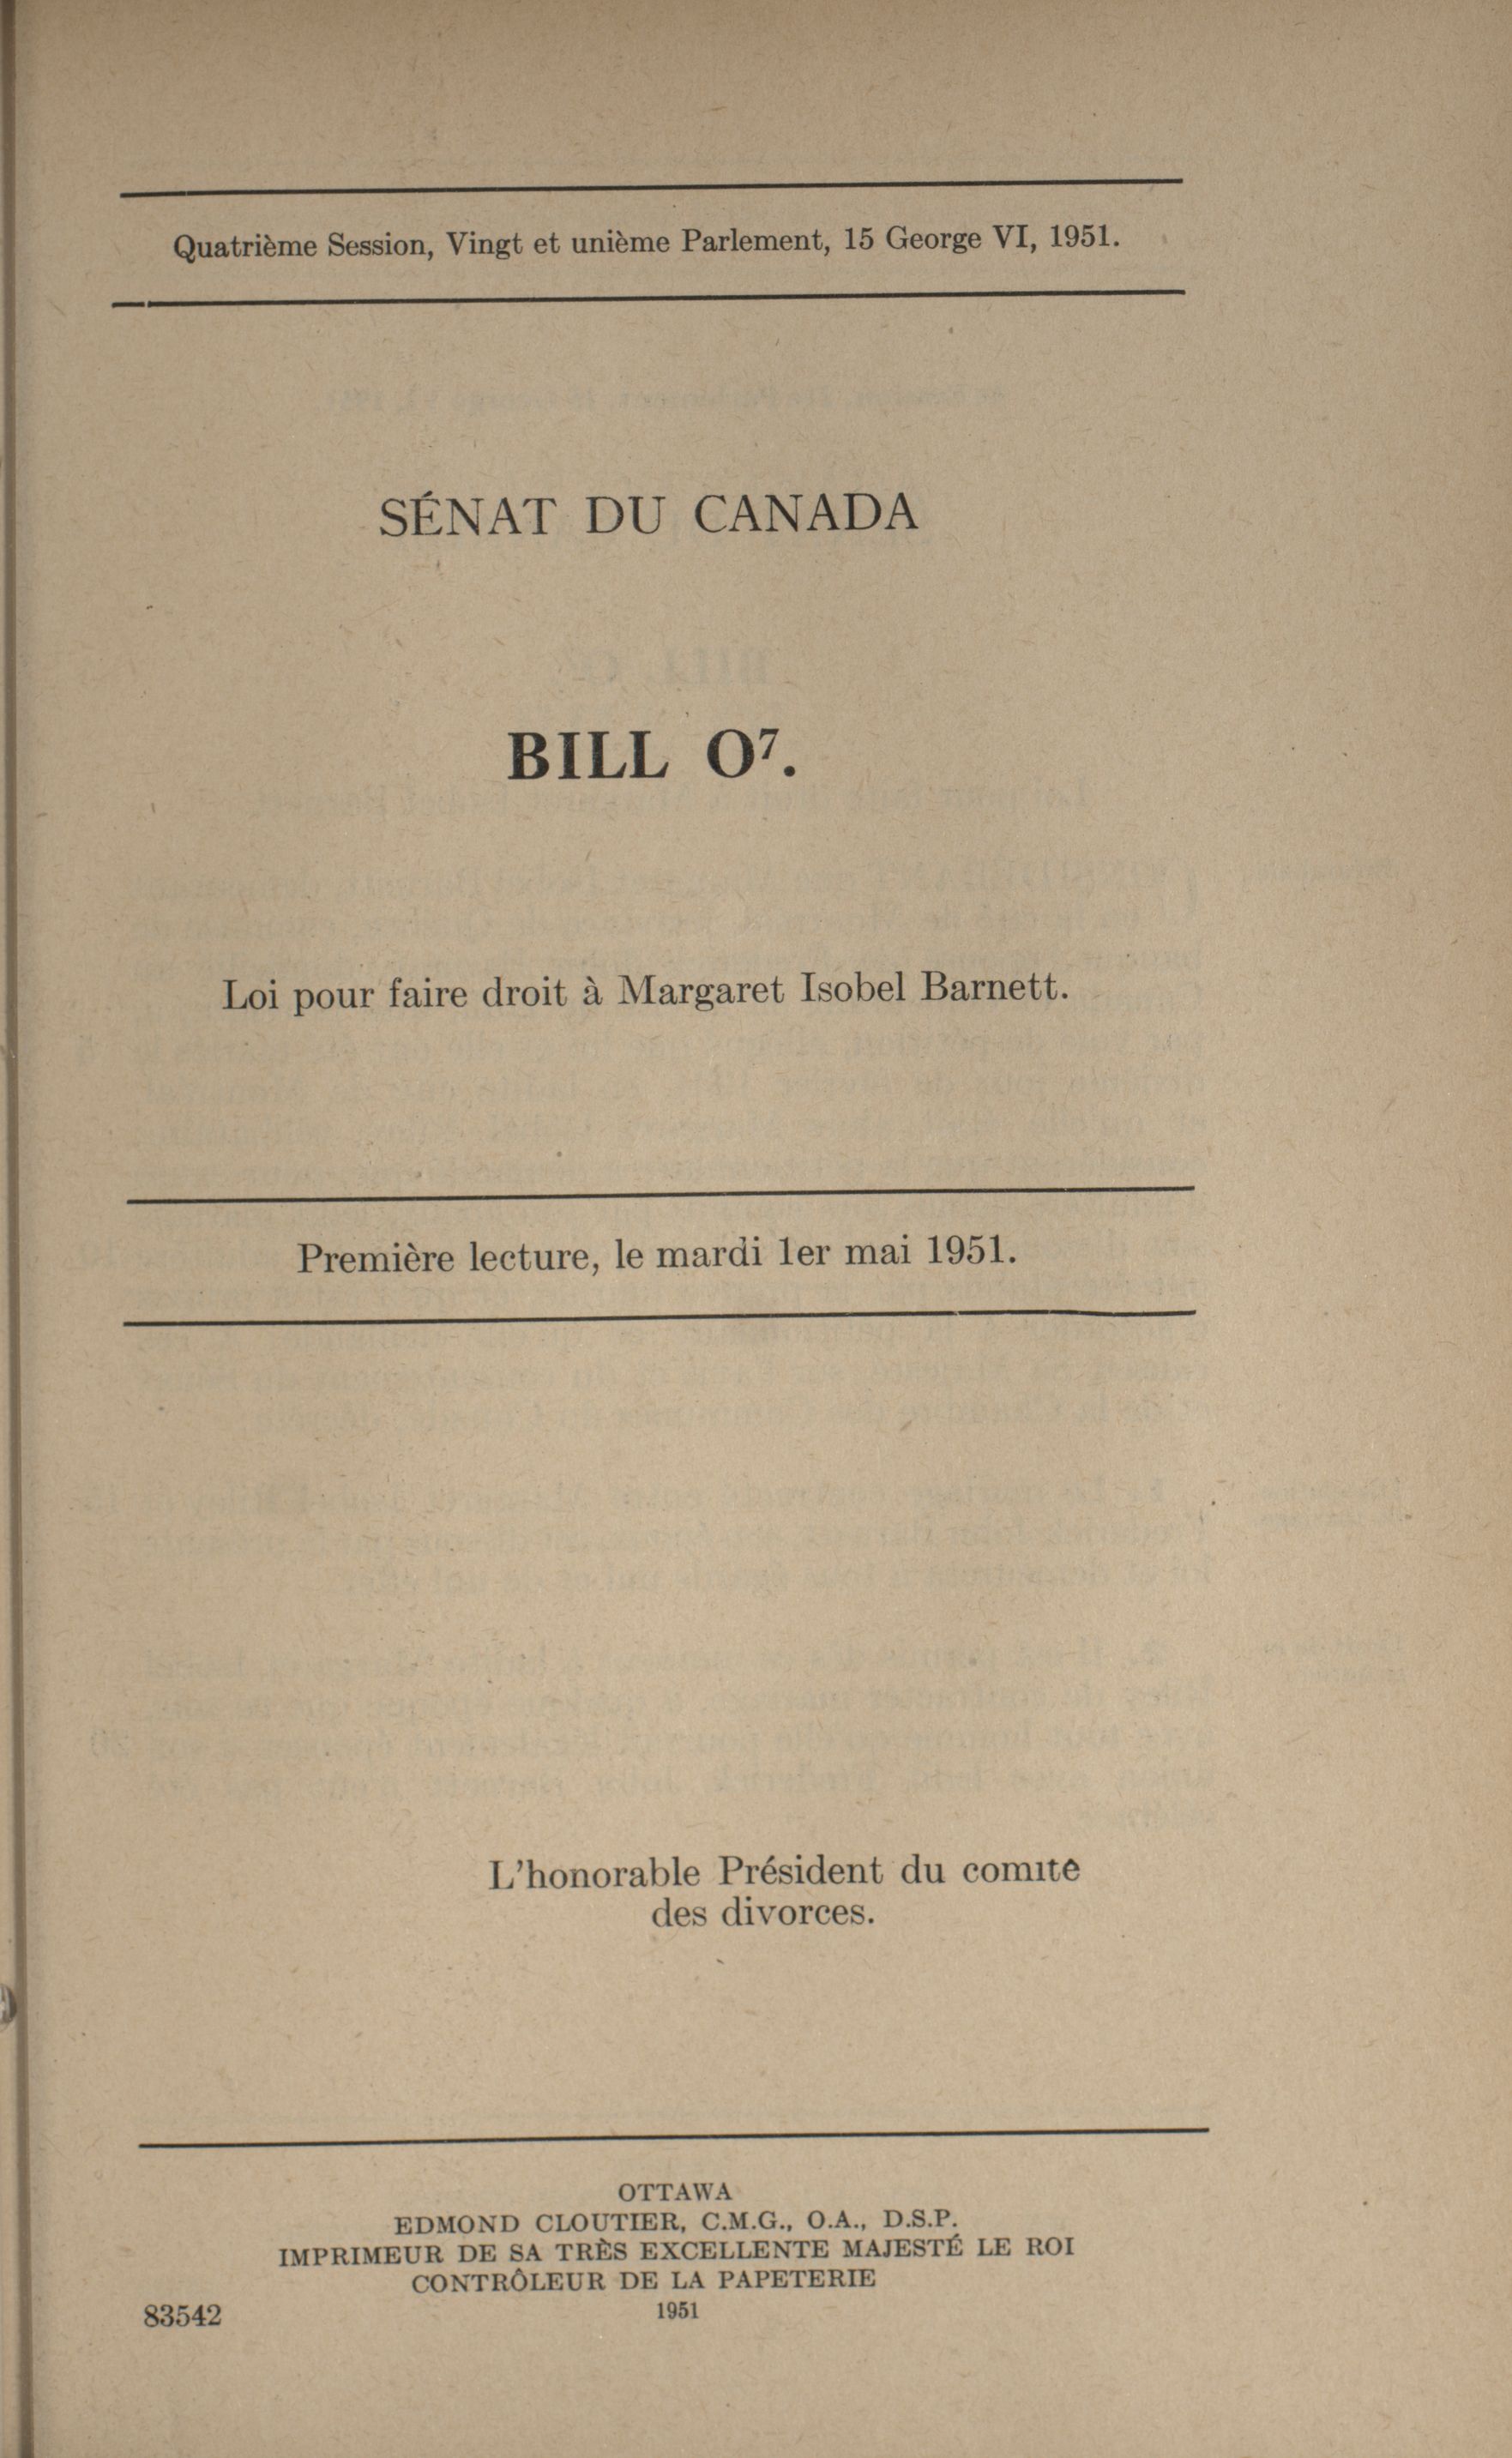 Quatrième Session, Vingt et unième Parlement, 15 George VI, 1951.
SÉNAT DU CANADA
BILL O⁷.
Loi pour faire droit à Margaret Isobel Barnett.
Première lecture, le mardi 1er mai 1951.
L'honorable Président du comité
des divorces.
OTTAWA
EDMOND CLOUTIER, C.M.G., O.A., D.S.P.
IMPRIMEUR DE SA TRÈS EXCELLENTE MAJESTÉ LE ROI
CONTRÔLEUR DE LA PAPETERIE
1951
83542